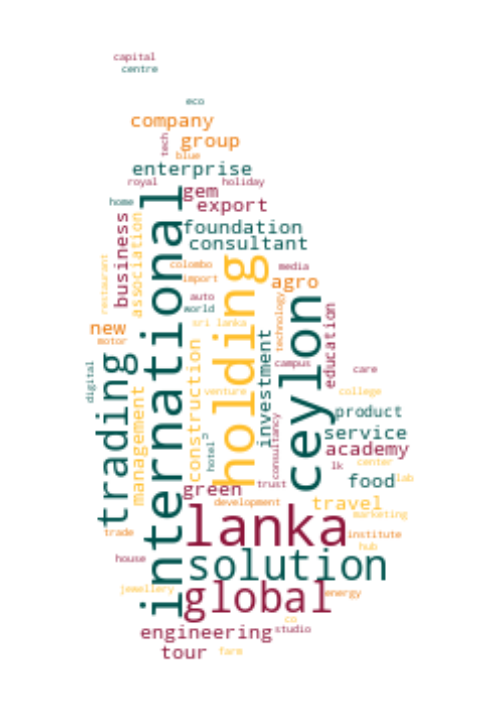 capital
centre
eco
company
tech
group
blue
enterprise
royal
holiday
gem
home
export
business
association
foundation
consultant
international
restaurant
colombo
media
import
holding
agro
auto
world
ceylon
technology
sri lanka
education
new
motor
investment
construction
digital
trading
campus
care
management
venture
college
product
service
consultancy
hotel
academy
lk
center
food
lab
green
trust
development
travel
marketing
lanka
trade
institute
hub
house
solution
jewellery
global
energy
co
engineering
studio
tour
farm